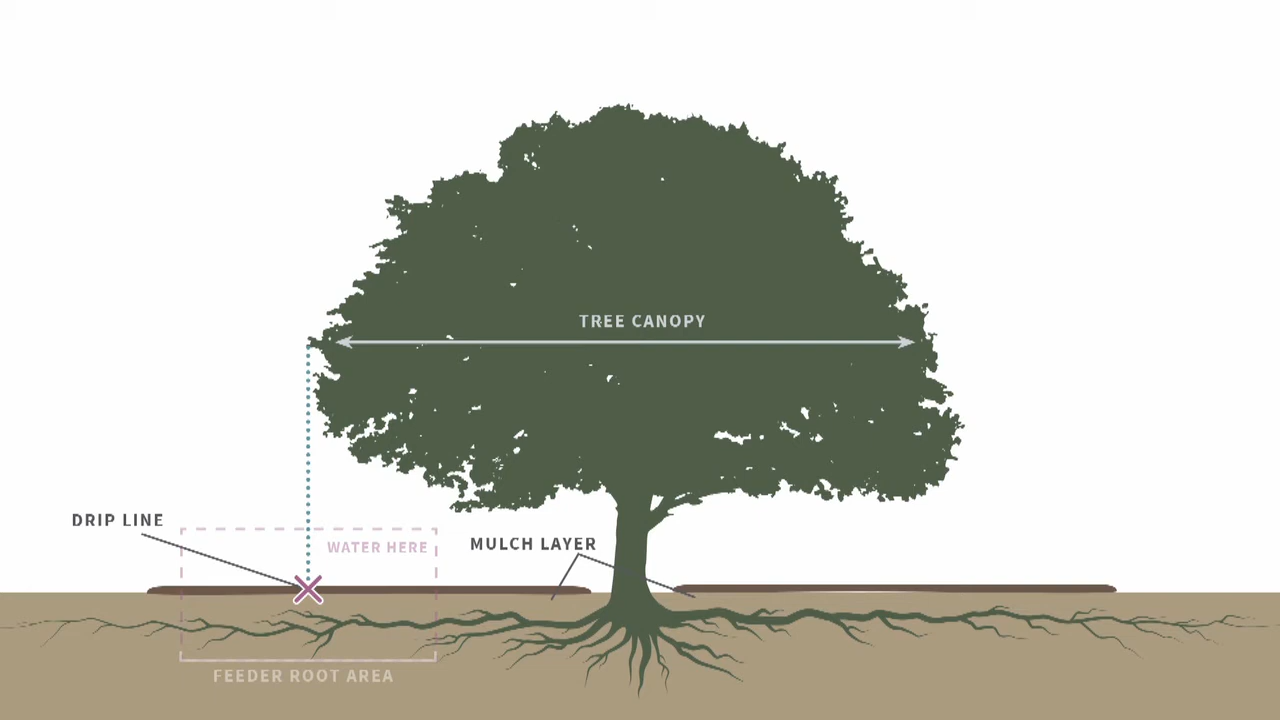 TREE CANOPY
DRIP LINE
WATER HERE
MULCH LAYER
FEEDER ROOT AREA